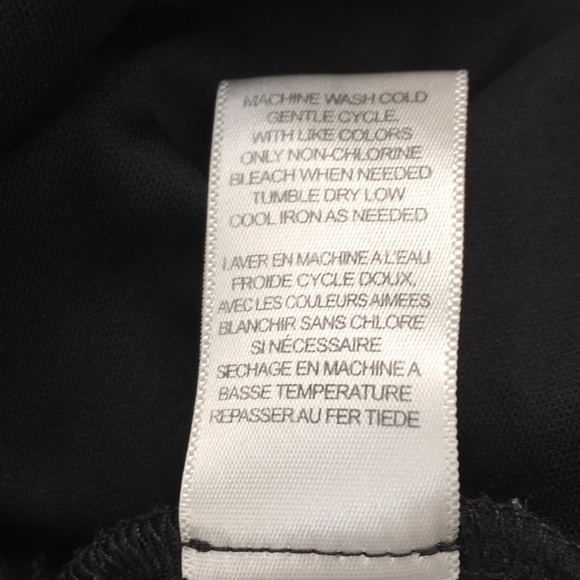 MACHINE WASH COLD
GENTLE CYCLE,
WITH LIKE COLORS
ONLY NON-CHLORINE
BLEACH WHEN NEEDED
TUMBLE DRY LOW
COOL IRON AS NEEDED
LAVER EN MACHINE A L'EAU
FROIDE CYCLE DOUX,
AVEC LES COULEURS AIMEES
BLANCHIR SANS CHLORE
SI NÉCESSAIRE
SECHAGE EN MACHINE A
BASSE TEMPERATURE
REPASSER AU FER TIEDE